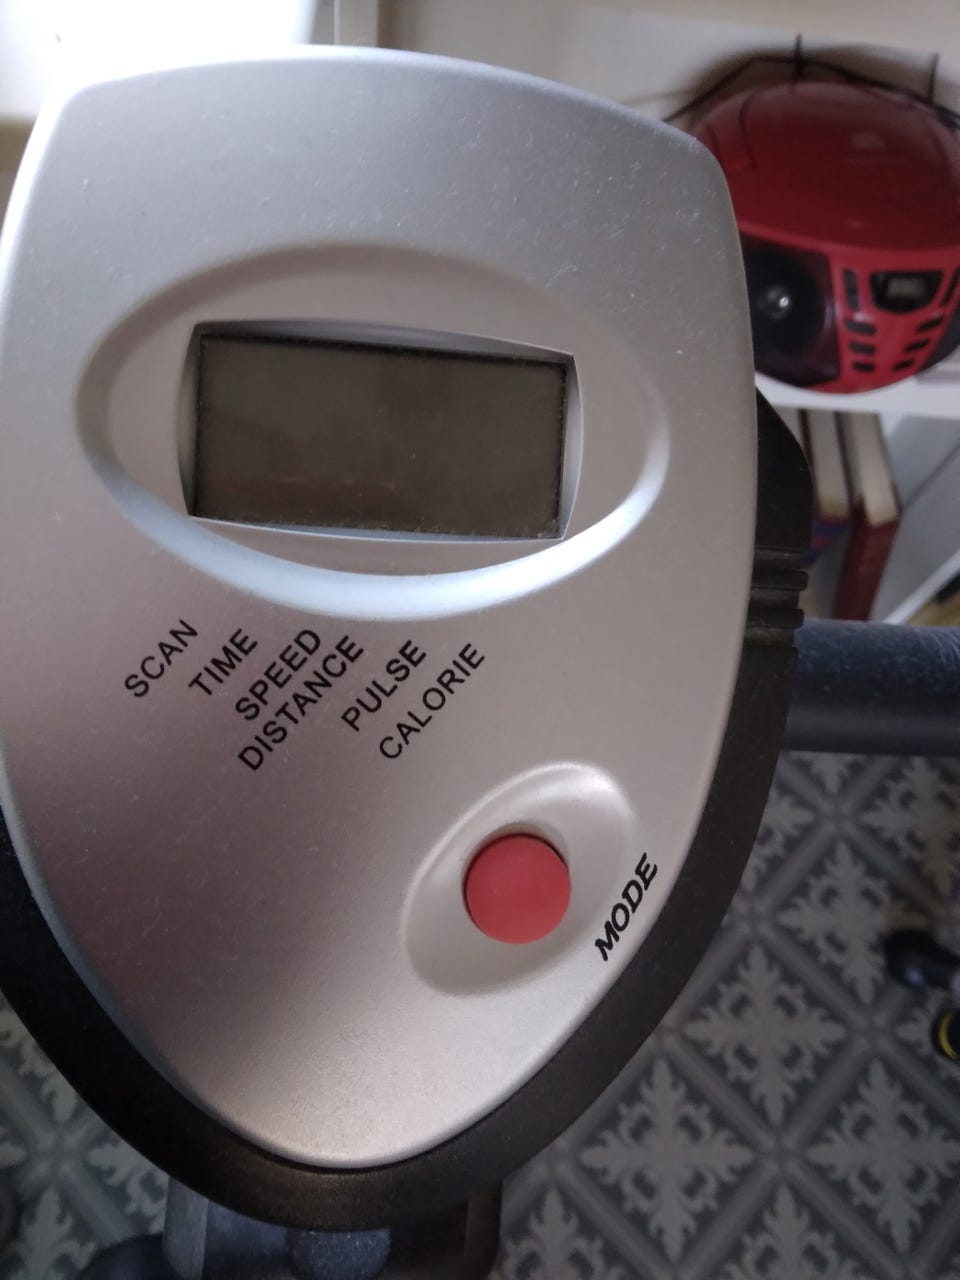 SCAN
TIME
SPEED
DISTANCE
PULSE
CALORIE
MODE